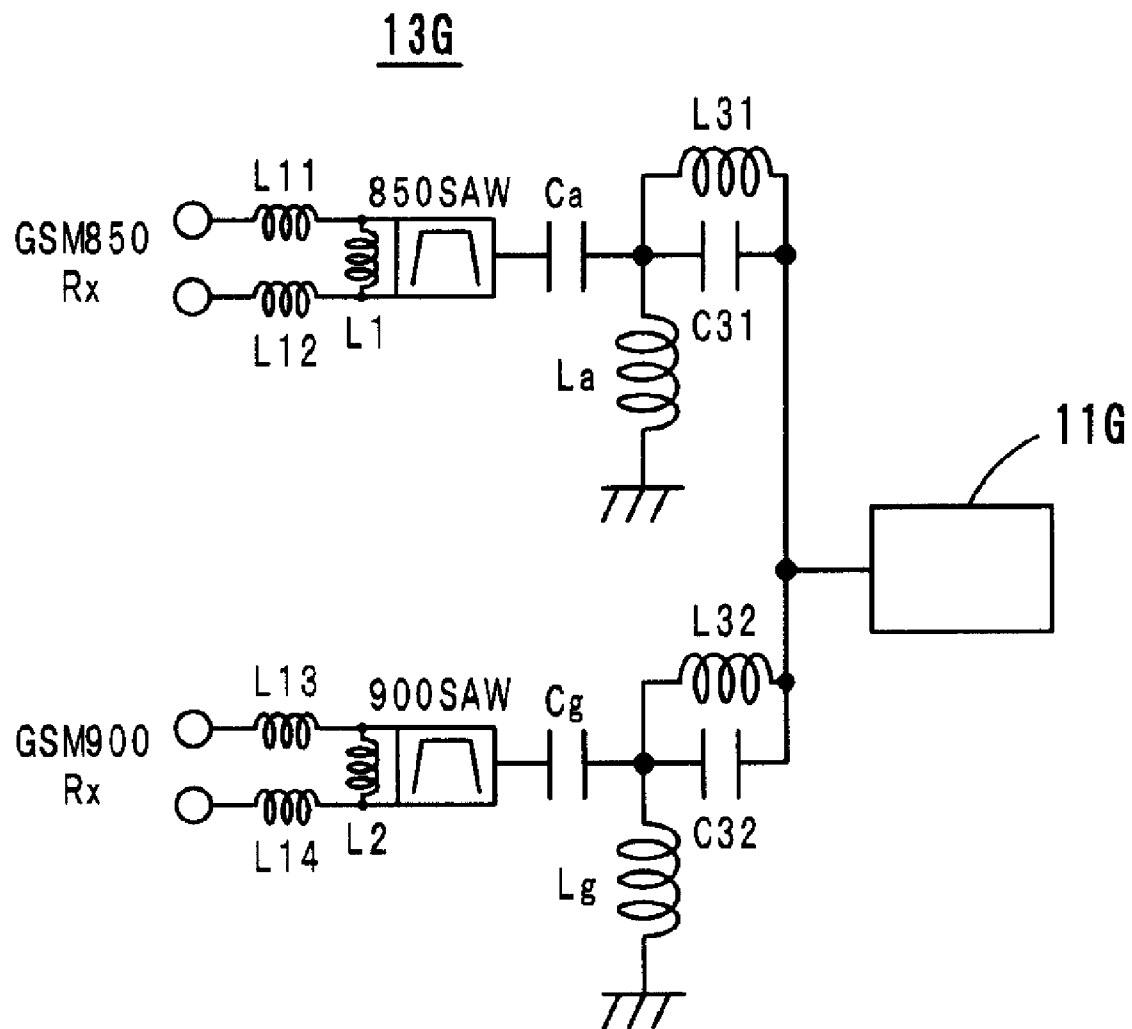 13G
L31
L11
850SAW
Ca
GSM850
Rx
L12
L1
C31
La
11G
L32
L13
900SAW
Cg
GSM900
Rx
L14
L2
C32
Lg